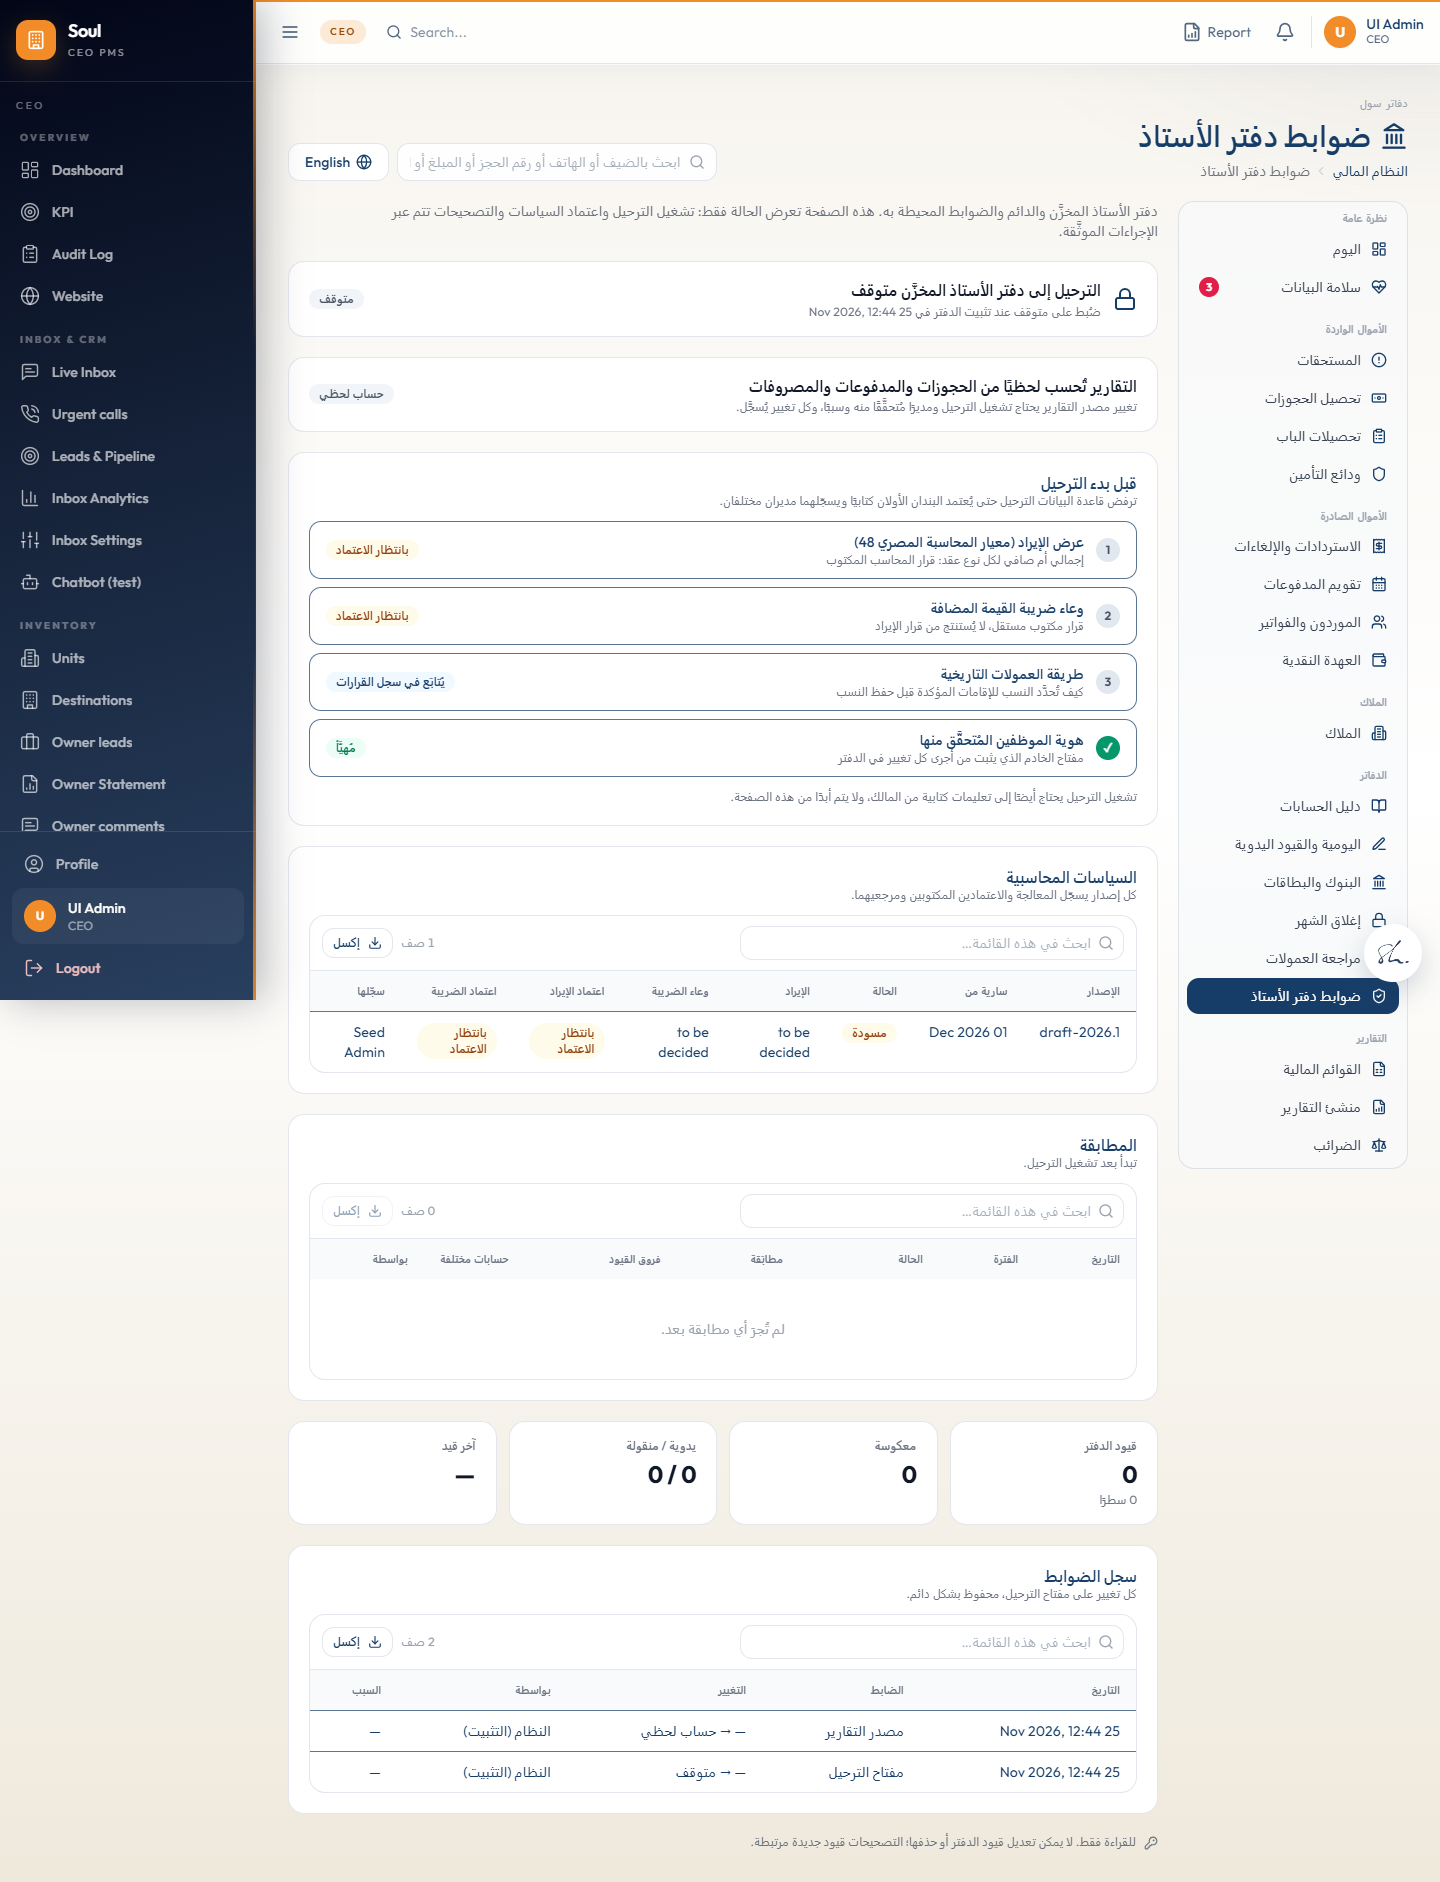 Soul
CEO PMS
CEO
OVERVIEW
Dashboard
KPI
Audit Log
Website
INBOX & CRM
Live Inbox
Urgent calls
Leads & Pipeline
Inbox Analytics
Inbox Settings
Chatbot (test)
INVENTORY
Units
Destinations
Owner leads
Owner Statement
Owner comments
Profile
U
UI Admin
CEO
Logout
CEO
Search...
Report
U
UI Admin
CEO
دفاتر سول
ضوابط دفتر الأستاذ
النظام المالي
ضوابط دفتر الأستاذ
ابحث بالضيف أو الهاتف أو رقم الحجز أو المبلغ أو
English
نظرة عامة
اليوم
سلامة البيانات
3
الأموال الواردة
المستحقات
تحصيل الحجوزات
تحصيلات الباب
ودائع التأمين
الأموال الصادرة
الاستردادات والإلغاءات
تقويم المدفوعات
الموردون والفواتير
العهدة النقدية
الملاك
الملاك
الدفاتر
دليل الحسابات
اليومية والقيود اليدوية
البنوك والبطاقات
إغلاق الشهر
مراجعة العمولات
ضوابط دفتر الأستاذ
التقارير
القوائم المالية
منشئ التقارير
الضرائب
دفتر الأستاذ المخزَّن والدائم والضوابط المحيطة به. هذه الصفحة تعرض الحالة فقط: تشغيل الترحيل واعتماد السياسات والتصحيحات تتم عبر
الإجراءات الموثَّقة.
الترحيل إلى دفتر الأستاذ المخزَّن متوقف
ضُبط على متوقف عند تثبيت الدفتر في 25 Nov 2026, 12:44
متوقف
التقارير تُحسب لحظيًا من الحجوزات والمدفوعات والمصروفات
تغيير مصدر التقارير يحتاج تشغيل الترحيل ومديرًا مُتحقَّقًا منه وسببًا، وكل تغيير يُسجَّل.
حساب لحظي
قبل بدء الترحيل
ترفض قاعدة البيانات الترحيل حتى يُعتمد البندان الأولان كتابيًا ويسجّلهما مديران مختلفان.
1
عرض الإيراد (معيار المحاسبة المصري 48)
إجمالي أم صافي لكل نوع عقد: قرار المحاسب المكتوب
بانتظار الاعتماد
2
وعاء ضريبة القيمة المضافة
قرار مكتوب مستقل، لا يُستنتج من قرار الإيراد
بانتظار الاعتماد
3
طريقة العمولات التاريخية
كيف تُحدَّد النسب للإقامات المؤكدة قبل حفظ النسب
يُتابَع في سجل القرارات
هوية الموظفين المُتحقَّق منها
مفتاح الخادم الذي يثبت من أجرى كل تغيير في الدفتر
مُهيّأ
تشغيل الترحيل يحتاج أيضًا إلى تعليمات كتابية من المالك، ولا يتم أبدًا من هذه الصفحة.
السياسات المحاسبية
كل إصدار يسجّل المعالجة والاعتمادين المكتوبين ومرجعيهما.
ابحث في هذه القائمة...
1 صف
إكسل
الإصدار
سارية من
الحالة
الإيراد
وعاء الضريبة
اعتماد الإيراد
اعتماد الضريبة
سجّلها
draft-2026.1
01 Dec 2026
مسودة
to be decided
to be decided
بانتظار الاعتماد
بانتظار الاعتماد
Seed Admin
المطابقة
تبدأ بعد تشغيل الترحيل.
ابحث في هذه القائمة...
0 صف
إكسل
التاريخ
الفترة
الحالة
مطابَقة
فروق القيود
حسابات مختلفة
بواسطة
لم تُجرَ أي مطابقة بعد.
قيود الدفتر
0
0 سطرًا
معكوسة
0
يدوية / منقولة
0 / 0
آخر قيد
—
سجل الضوابط
كل تغيير على مفتاح الترحيل، محفوظ بشكل دائم.
ابحث في هذه القائمة...
2 صف
إكسل
التاريخ
الضابط
التغيير
بواسطة
السبب
25 Nov 2026, 12:44
مصدر التقارير
— → حساب لحظي
النظام (التثبيت)
—
25 Nov 2026, 12:44
مفتاح الترحيل
— → متوقف
النظام (التثبيت)
—
للقراءة فقط. لا يمكن تعديل قيود الدفتر أو حذفها؛ التصحيحات قيود جديدة مرتبطة.